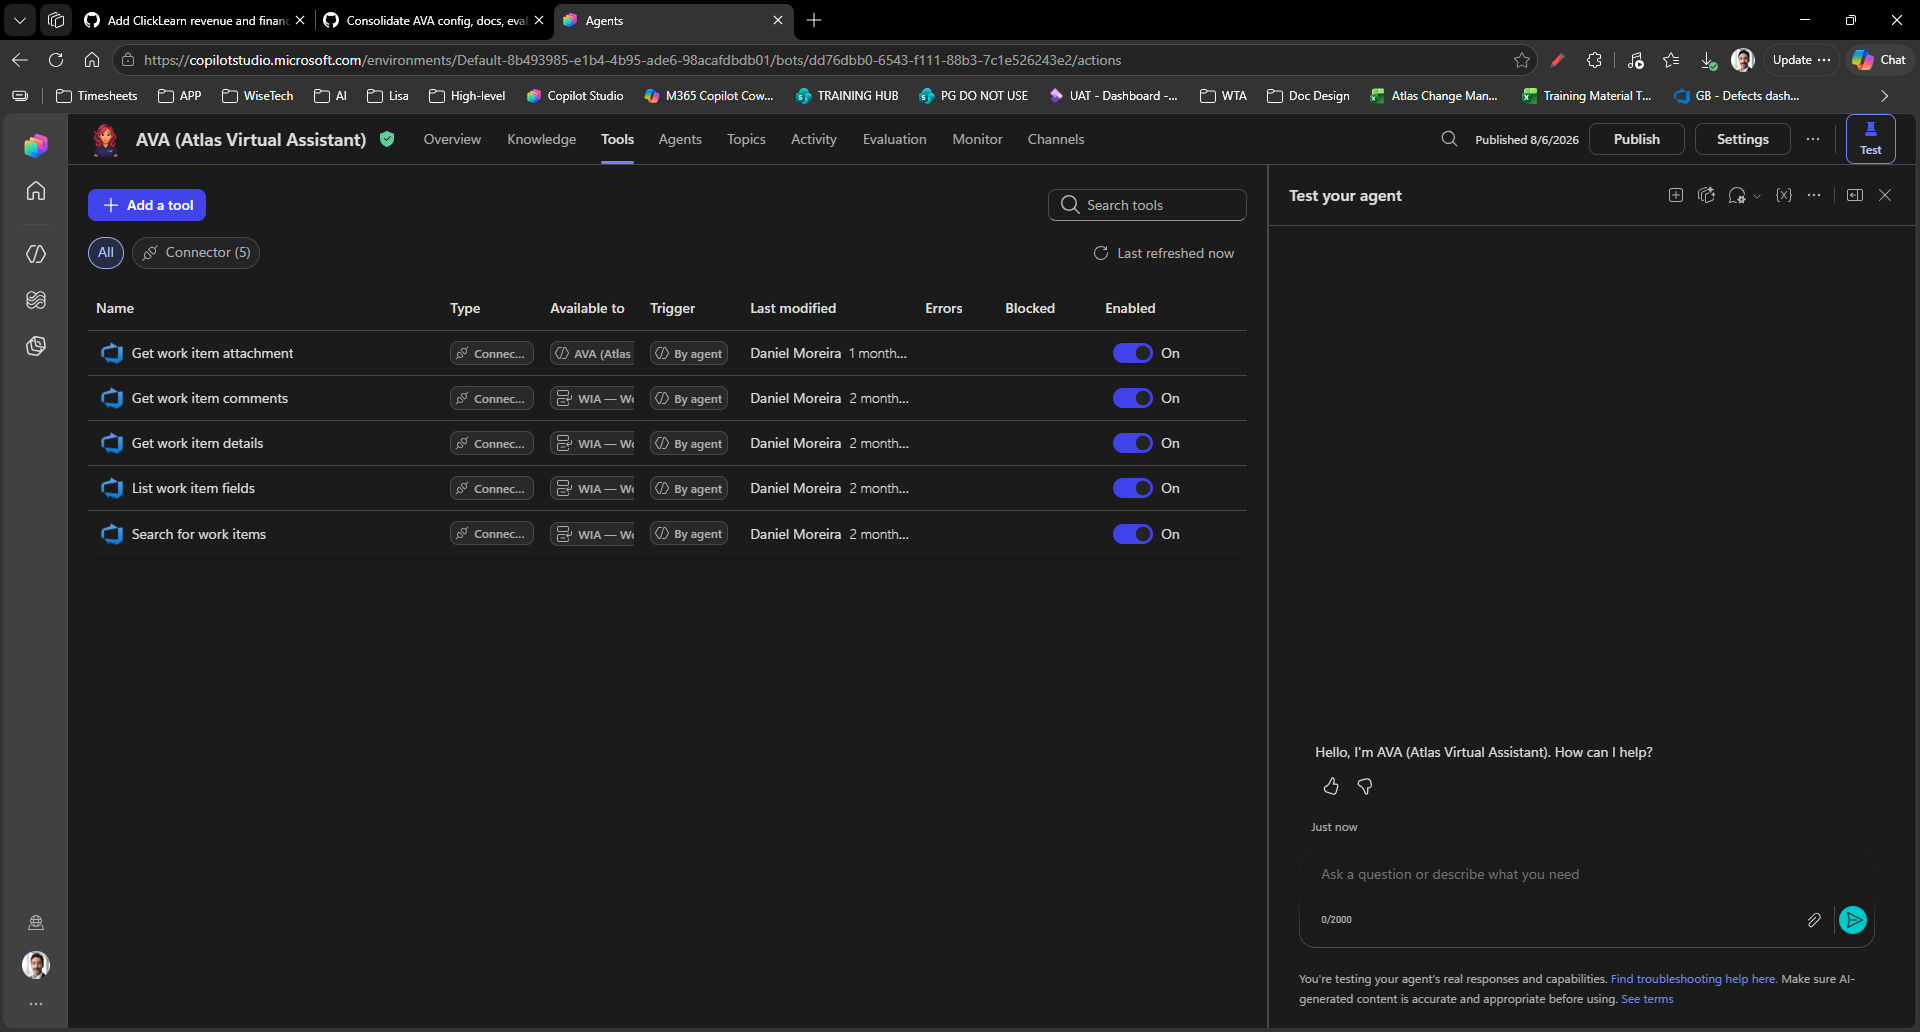 Add ClickLearn revenue and financ
Consolidate AVA config, docs, eval
Agents
https://copilotstudio.microsoft.com/environments/Default-8b493985-e1b4-4b95-ade6-98acafdbdb01/bots/dd76dbb0-6543-f111-88b3-7c1e526243e2/actions
Update
Chat
Timesheets
APP
WiseTech
AI
Lisa
High-level
Copilot Studio
M365 Copilot Cow...
TRAINING HUB
PG DO NOT USE
UAT - Dashboard -...
WTA
Doc Design
Atlas Change Man...
Training Material T...
GB - Defects dash...
AVA (Atlas Virtual Assistant)
Overview
Knowledge
Tools
Agents
Topics
Activity
Evaluation
Monitor
Channels
Published 8/6/2026
Publish
Settings
Test
Add a tool
Search tools
All
Connector (5)
Last refreshed now
Name Type Available to Trigger Last modified Errors Blocked Enabled
Get work item attachment Connec... AVA (Atlas By agent Daniel Moreira 1 month... On
Get work item comments Connec... WIA — Wo By agent Daniel Moreira 2 month... On
Get work item details Connec... WIA — Wo By agent Daniel Moreira 2 month... On
List work item fields Connec... WIA — Wo By agent Daniel Moreira 2 month... On
Search for work items Connec... WIA — Wo By agent Daniel Moreira 2 month... On
Test your agent
Hello, I'm AVA (Atlas Virtual Assistant). How can I help?
Just now
Ask a question or describe what you need
0/2000
You're testing your agent's real responses and capabilities. Find troubleshooting help here. Make sure AI-
generated content is accurate and appropriate before using. See terms